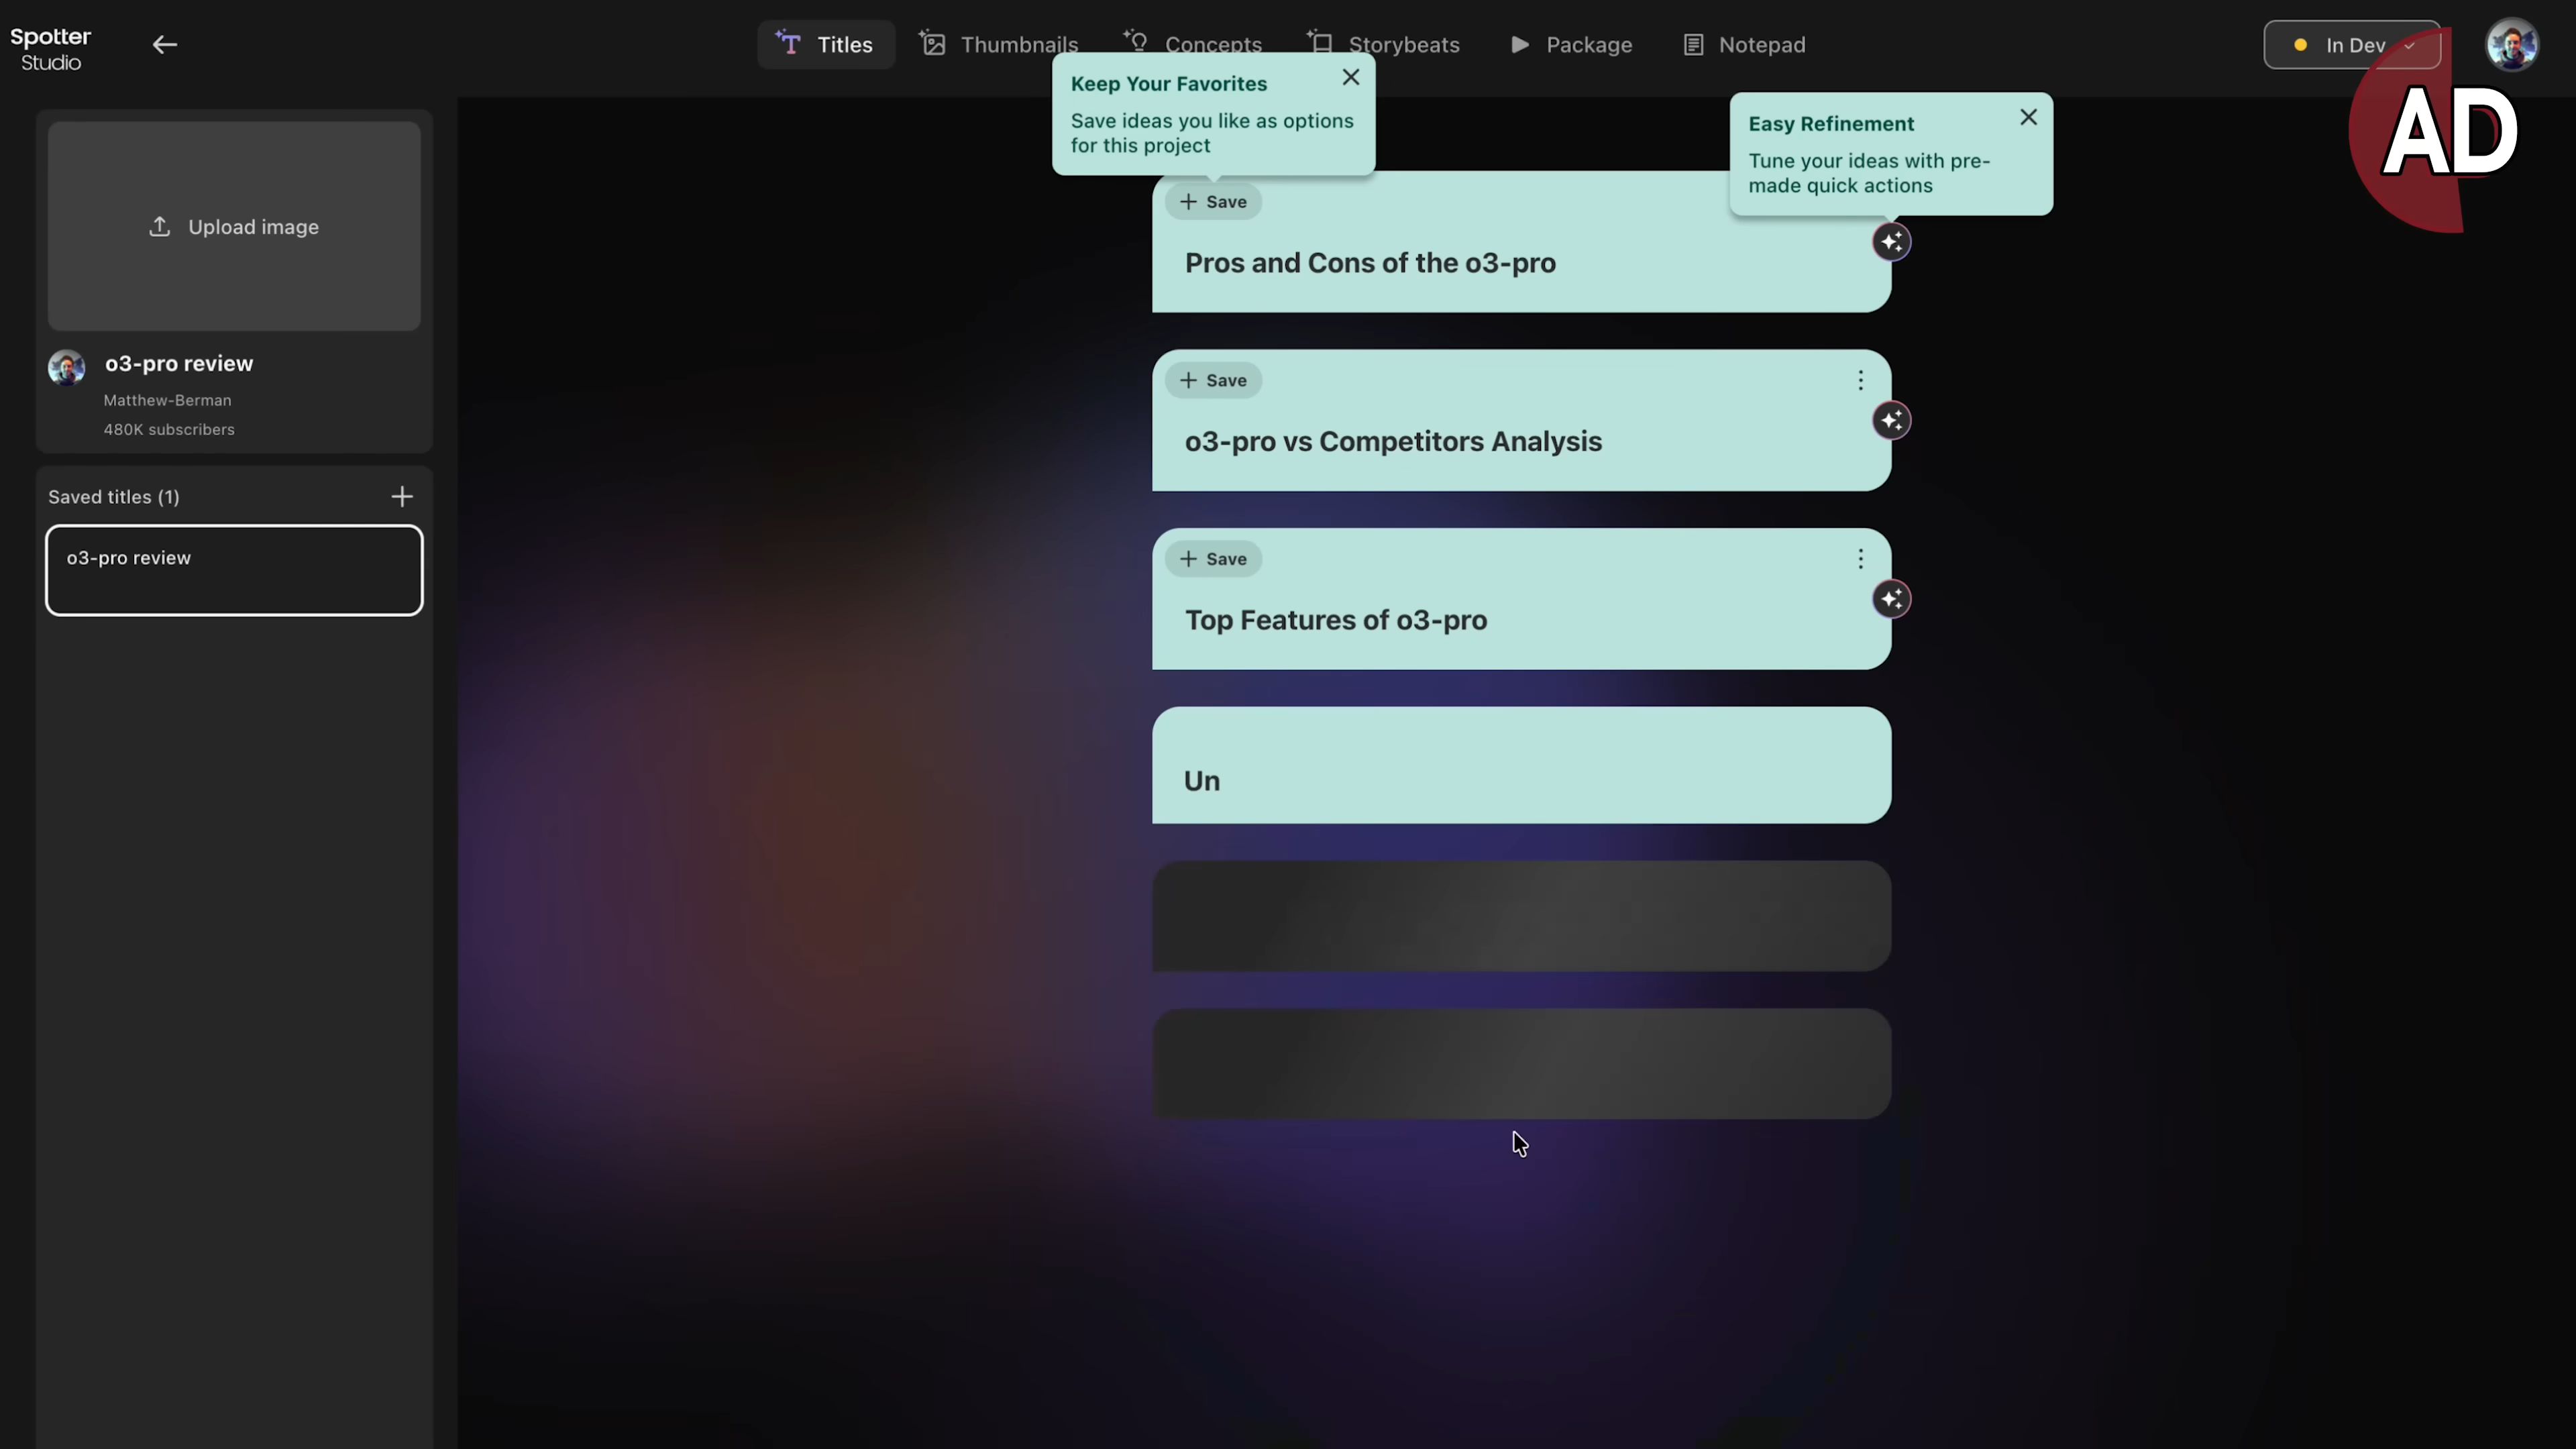 Spotter
Studio
Titles
Thumbnails
Concepts
Storybeats
Package
Notepad
In Dev
AD
Keep Your Favorites
Save ideas you like as options
for this project
Easy Refinement
Tune your ideas with pre-
made quick actions
Upload image
o3-pro review
Matthew-Berman
480K subscribers
Saved titles (1)
o3-pro review
Save
Pros and Cons of the o3-pro
Save
o3-pro vs Competitors Analysis
Save
Top Features of o3-pro
Un